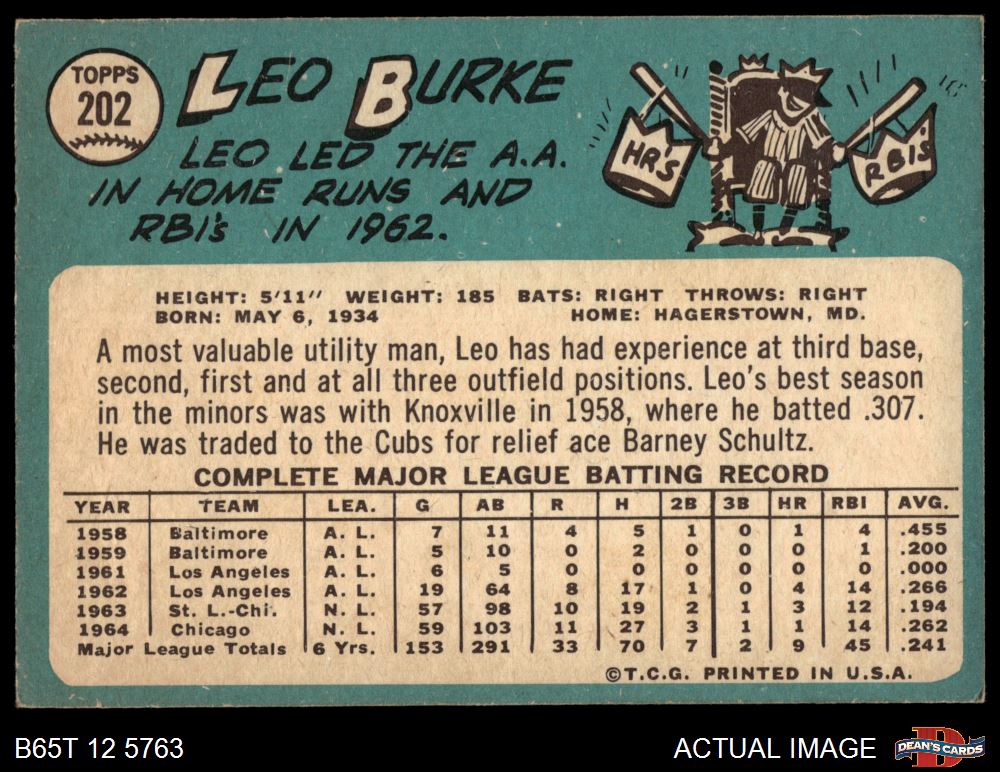 TOPPS
202
LEO BURKE
LEO LED THE A.A.
IN HOME RUNS AND
RBI's IN 1962.
HR'S
RBI'S
HEIGHT: 5'11" WEIGHT: 185 BATS: RIGHT THROWS: RIGHT
BORN: MAY 6, 1934 HOME: HAGERSTOWN, MD.
A most valuable utility man, Leo has had experience at third base,
second, first and at all three outfield positions. Leo's best season
in the minors was with Knoxville in 1958, where he batted .307.
He was traded to the Cubs for relief ace Barney Schultz.
COMPLETE MAJOR LEAGUE BATTING RECORD
YEAR TEAM LEA. G AB R H 2B 3B HR RBI AVG.
1958 Baltimore A. L. 7 11 4 5 1 0 1 4 .455
1959 Baltimore A. L. 5 10 0 2 0 0 0 1 .200
1961 Los Angeles A. L. 6 5 0 0 0 0 0 0 .000
1962 Los Angeles A. L. 19 64 8 17 1 0 4 14 .266
1963 St. L.-Chi. N. L. 57 98 10 19 2 1 3 12 .194
1964 Chicago N. L. 59 103 11 27 3 1 1 14 .262
Major League Totals 6 Yrs. 153 291 33 70 7 2 9 45 .241
©T.C.G. PRINTED IN U.S.A.
B65T 12 5763
ACTUAL IMAGE
DEAN'S CARDS